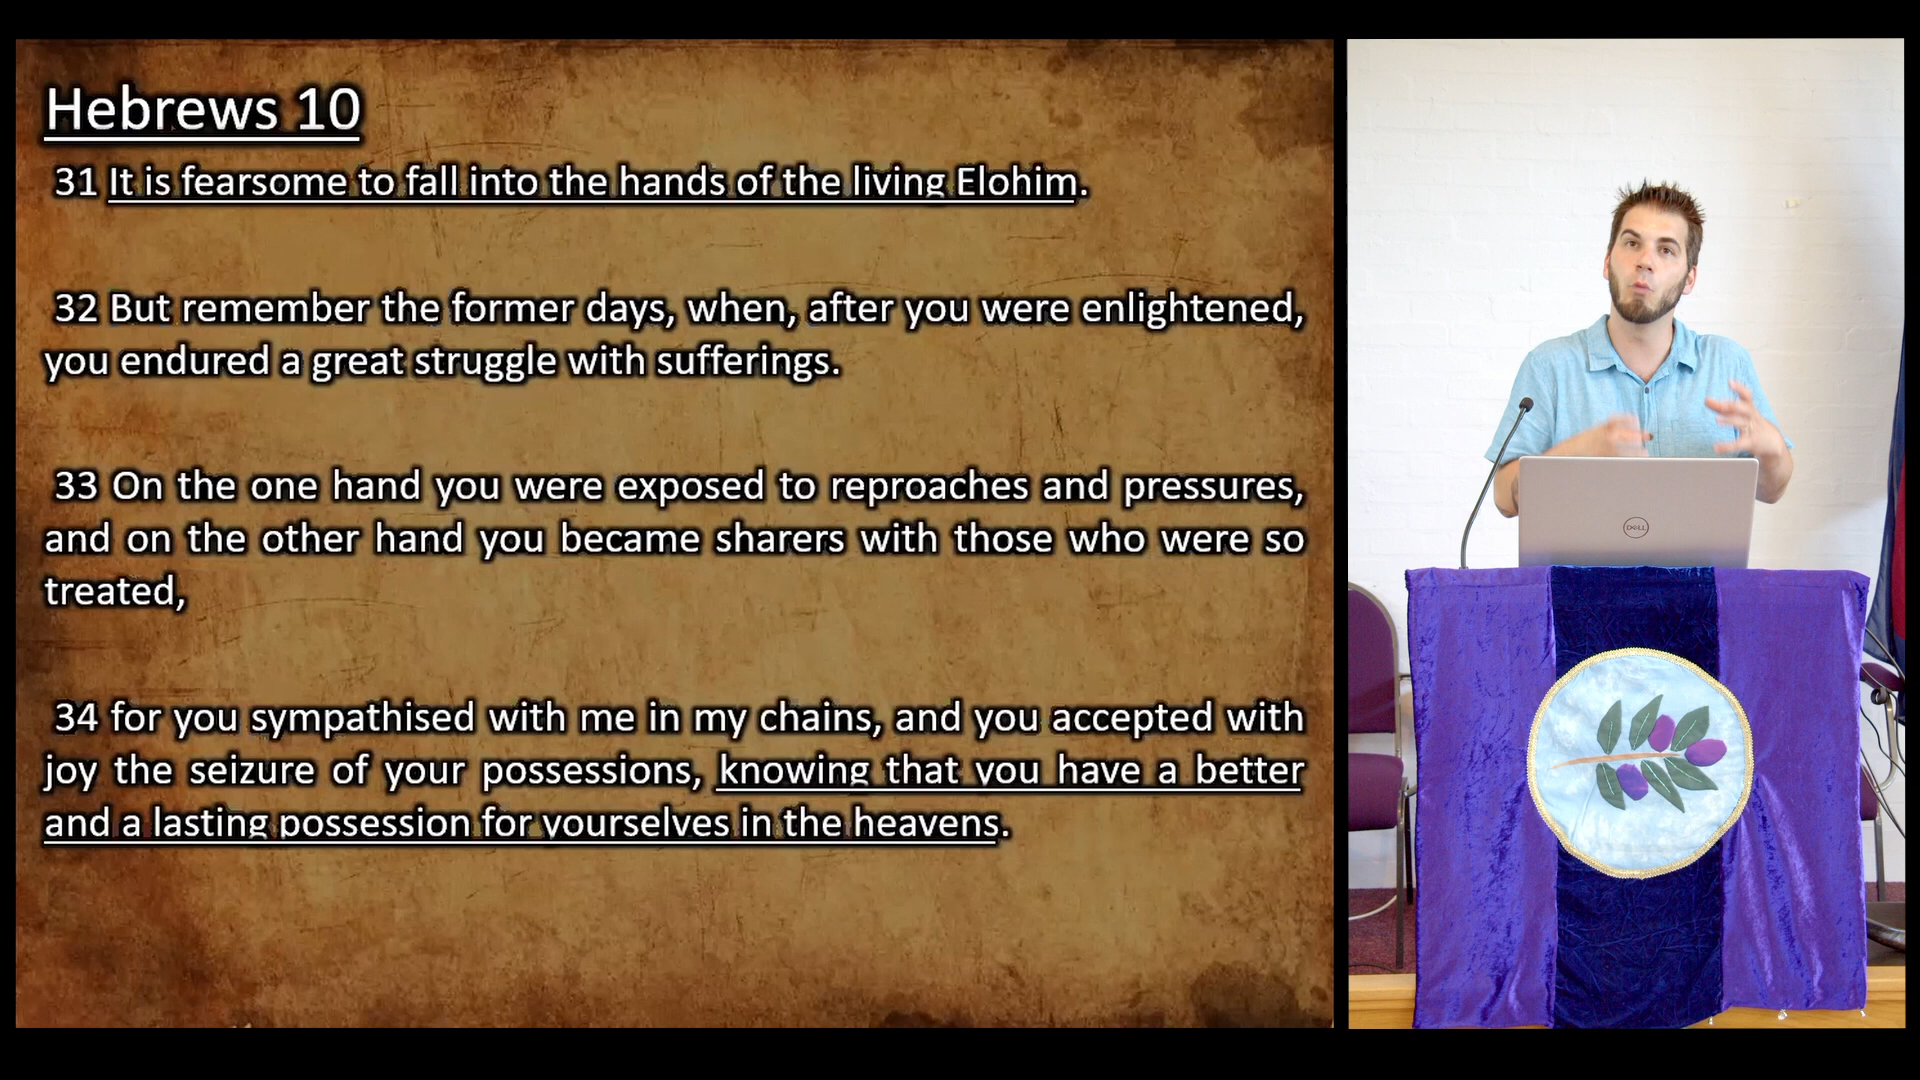 Hebrews 10
31 It is fearsome to fall into the hands of the living Elohim.
32 But remember the former days, when, after you were enlightened,
you endured a great struggle with sufferings.
33 On the one hand you were exposed to reproaches and pressures,
and on the other hand you became sharers with those who were so
treated,
34 for you sympathised with me in my chains, and you accepted with
joy the seizure of your possessions, knowing that you have a better
and a lasting possession for yourselves in the heavens.
DELL